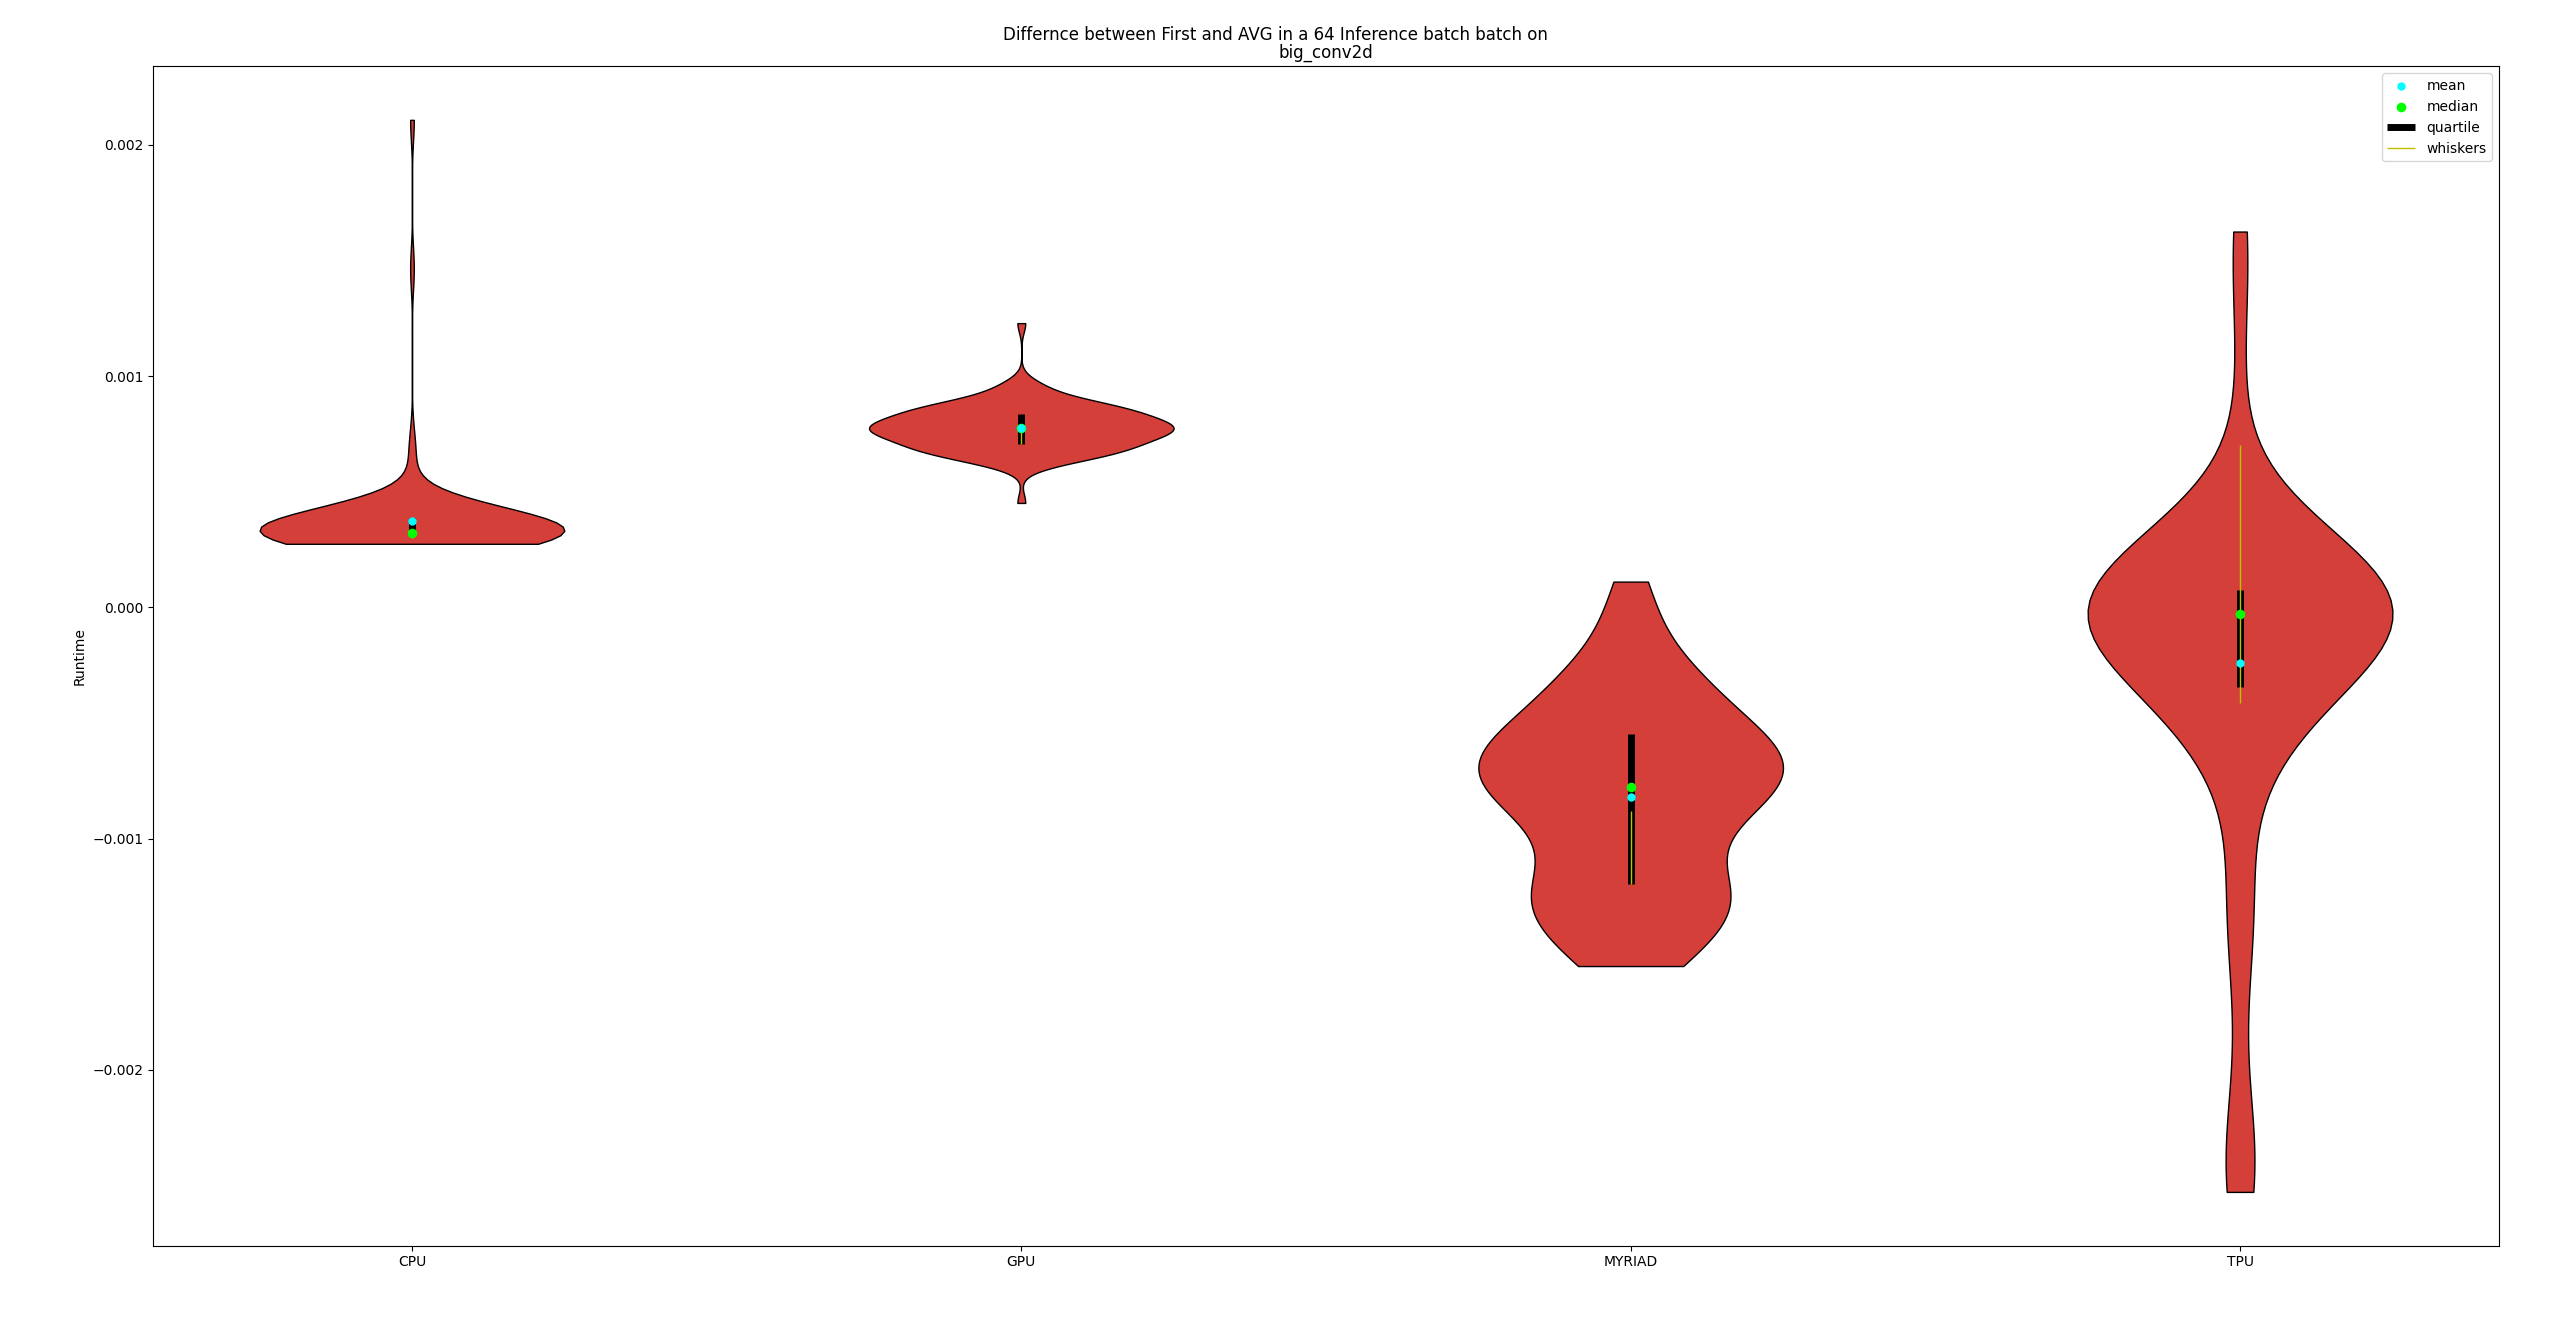 Differnce between First and AVG in a 64 Inference batch batch on
big_conv2d
mean
median
quartile
whiskers
0.002
0.001
0.000
−0.001
−0.002
Runtime
CPU
GPU
MYRIAD
TPU